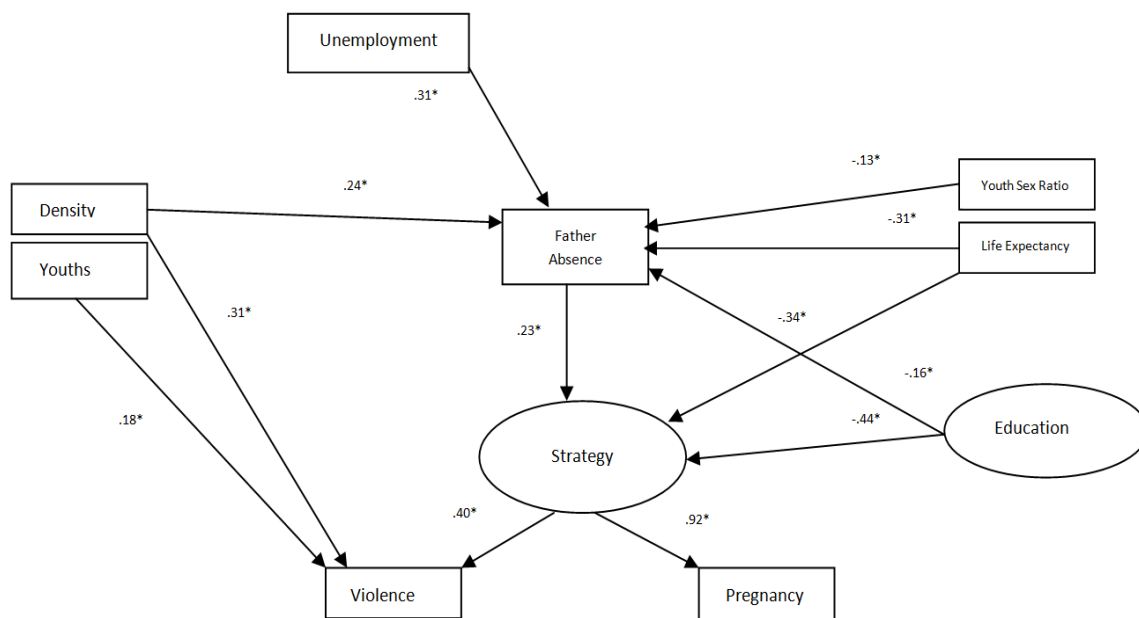 Unemployment
.31*
-.13*
.24*
Youth Sex Ratio
Density
-.31*
Father
Absence
Life Expectancy
Youths
.31*
-.34*
.23*
-.16*
.18*
-.44*
Education
Strategy
.40*
.92*
Violence
Pregnancy